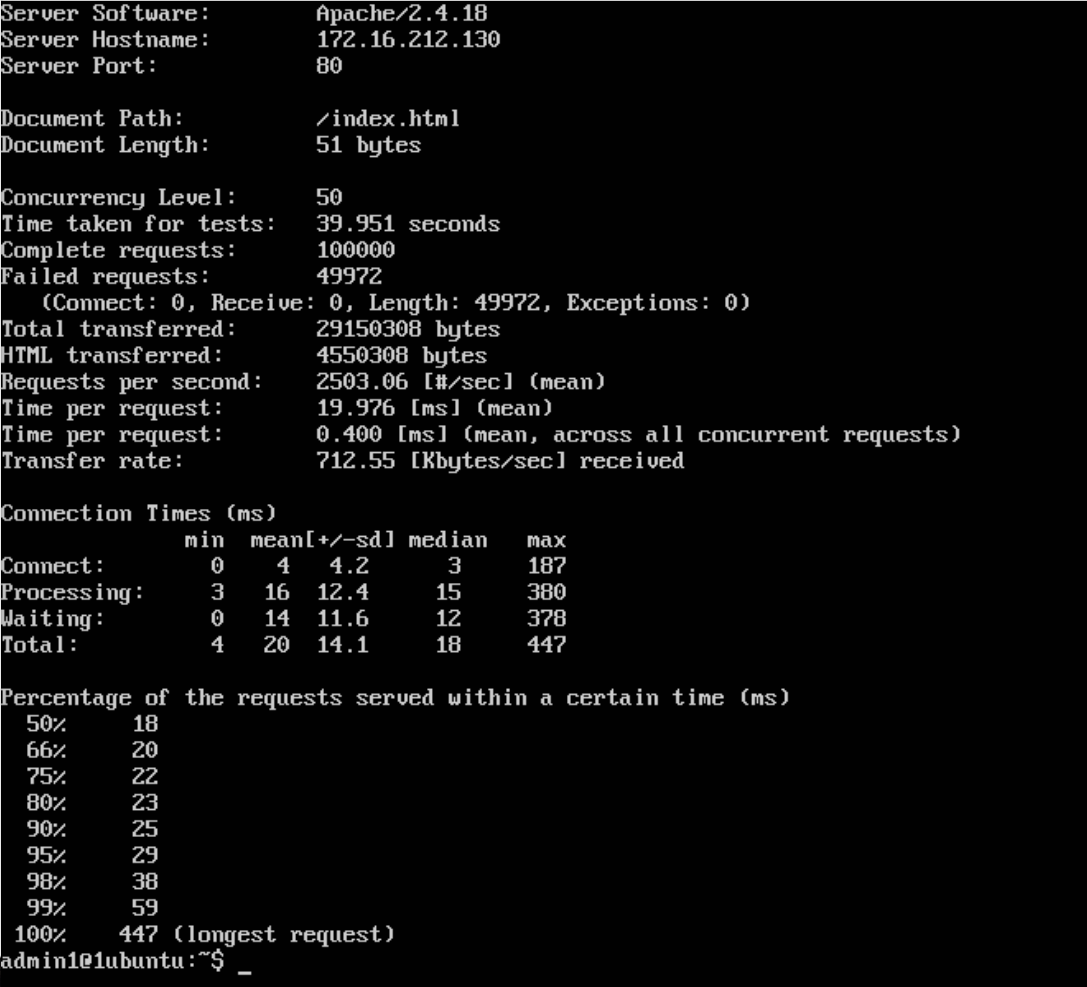 Server Software:        Apache/2.4.18
Server Hostname:        172.16.212.130
Server Port:            80
Document Path:          /index.html
Document Length:        51 bytes
Concurrency Level:      50
Time taken for tests:   39.951 seconds
Complete requests:      100000
Failed requests:        49972
   (Connect: 0, Receive: 0, Length: 49972, Exceptions: 0)
Total transferred:      29150308 bytes
HTML transferred:       4550308 bytes
Requests per second:    2503.06 [#/sec] (mean)
Time per request:       19.976 [ms] (mean)
Time per request:       0.400 [ms] (mean, across all concurrent requests)
Transfer rate:          712.55 [Kbytes/sec] received
Connection Times (ms)
              min  mean[+/-sd] median   max
Connect:        0    4   4.2      3     187
Processing:     3   16  12.4     15     380
Waiting:        0   14  11.6     12     378
Total:          4   20  14.1     18     447
Percentage of the requests served within a certain time (ms)
  50%     18
  66%     20
  75%     22
  80%     23
  90%     25
  95%     29
  98%     38
  99%     59
 100%    447 (longest request)
admin1@1ubuntu:~$ _